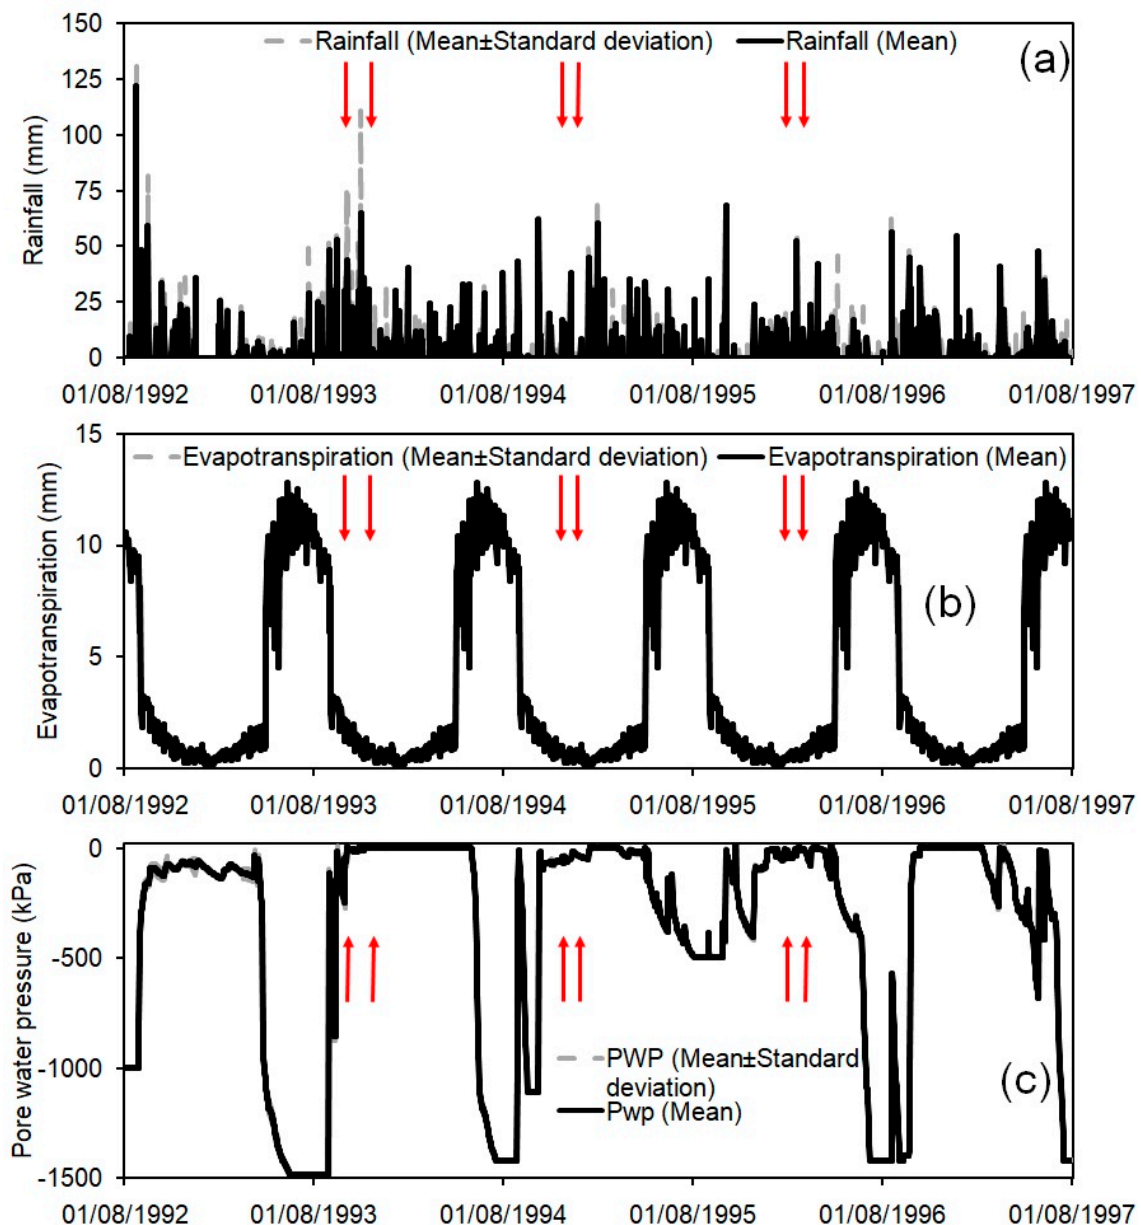 150
Rainfall (Mean±Standard deviation) Rainfall (Mean)
(a)
125
100
75
50
25
0
Rainfall (mm)
01/08/1992 01/08/1993 01/08/1994 01/08/1995 01/08/1996 01/08/1997
15
Evapotranspiration (Mean±Standard deviation) Evapotranspiration (Mean)
10
(b)
5
0
Evapotranspiration (mm)
01/08/1992 01/08/1993 01/08/1994 01/08/1995 01/08/1996 01/08/1997
0
-500
PWP (Mean±Standard
deviation)
Pwp (Mean)
(c)
-1000
-1500
Pore water pressure (kPa)
01/08/1992 01/08/1993 01/08/1994 01/08/1995 01/08/1996 01/08/1997